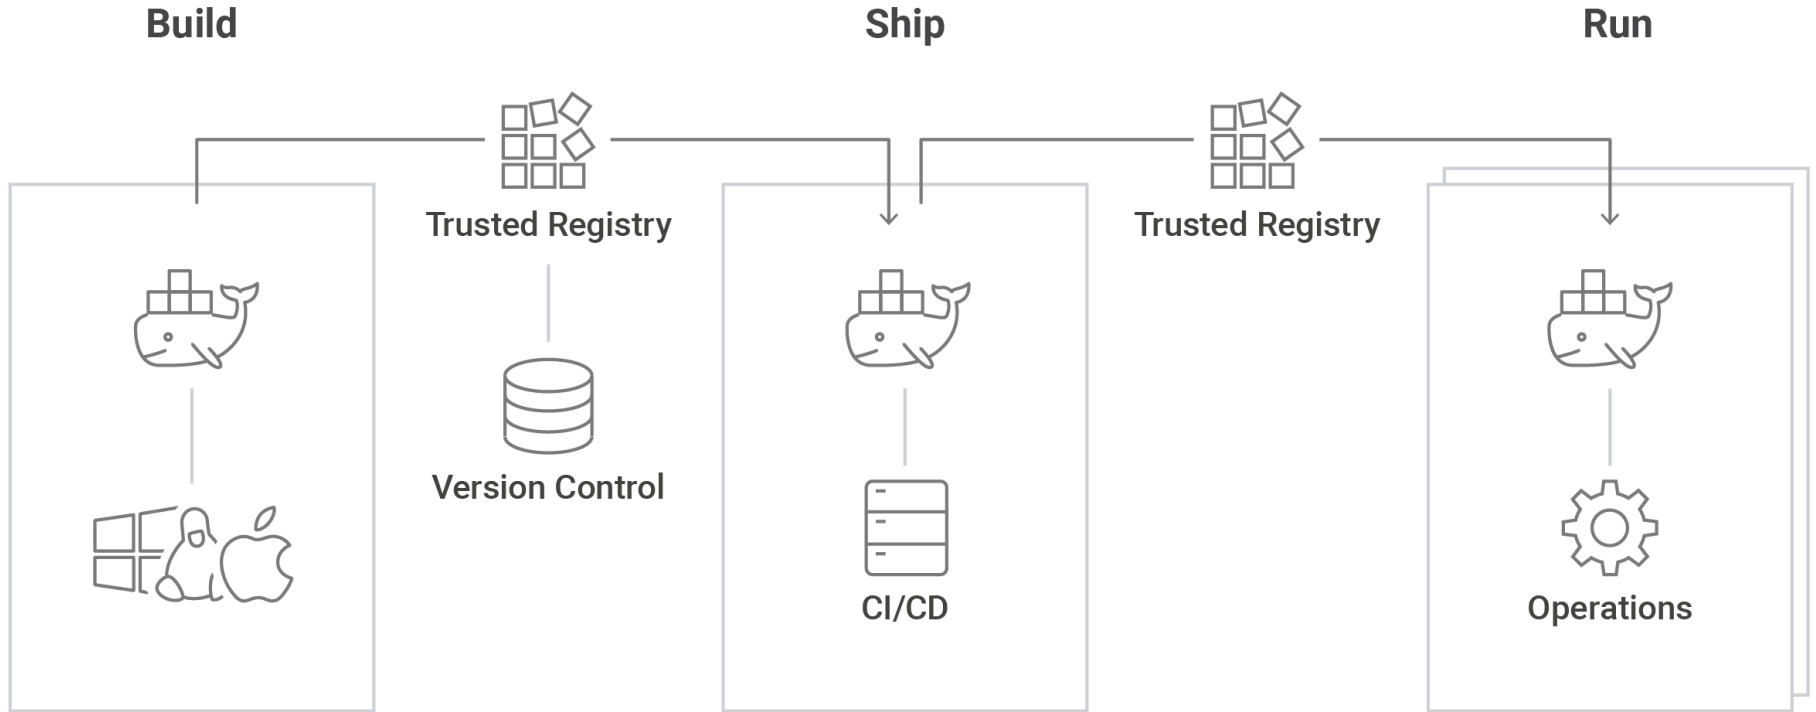 Build
Ship
Run
Trusted Registry
Trusted Registry
Version Control
CI/CD
Operations